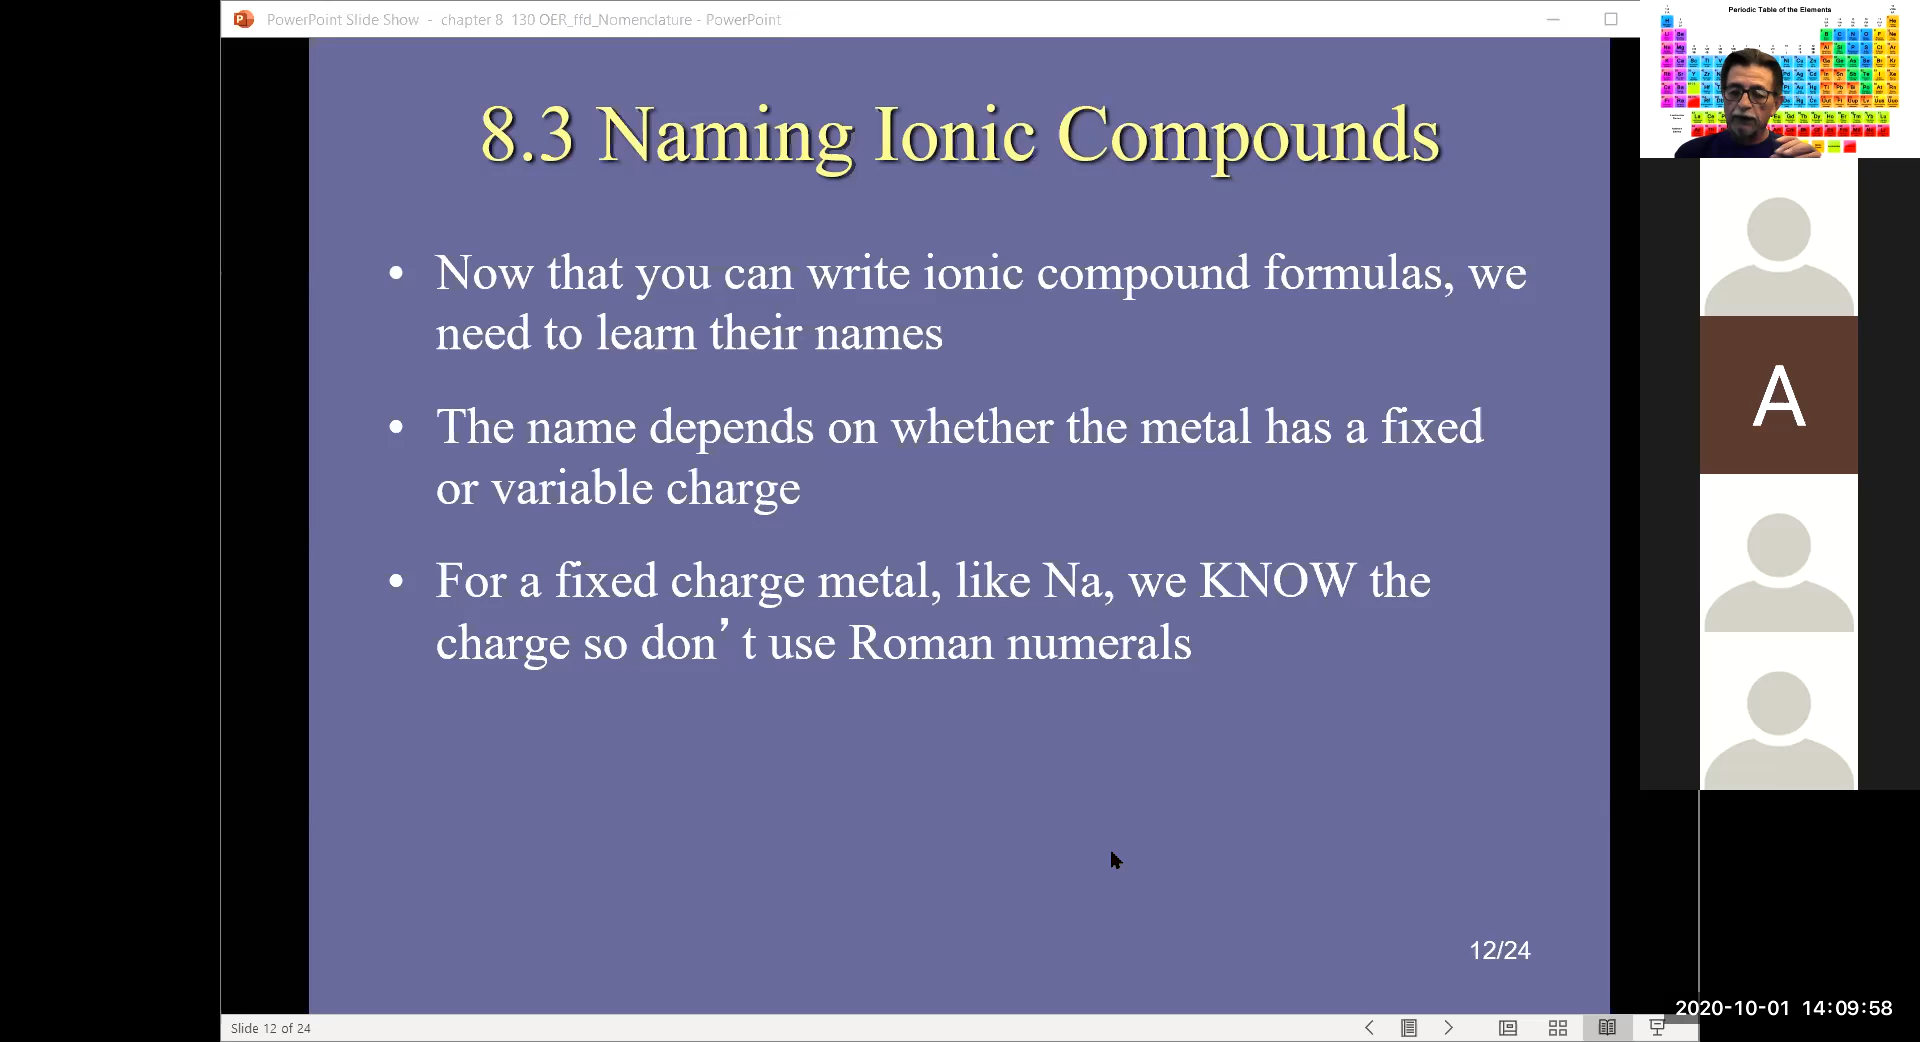 PowerPoint Slide Show - chapter 8 130 OER_ffd_Nomenclature - PowerPoint
Periodic Table of the Elements
8.3 Naming Ionic Compounds
• Now that you can write ionic compound formulas, we
need to learn their names
A
• The name depends on whether the metal has a fixed
or variable charge
• For a fixed charge metal, like Na, we KNOW the
charge so don’t use Roman numerals
12/24
2020-10-01 14:09:58
Slide 12 of 24